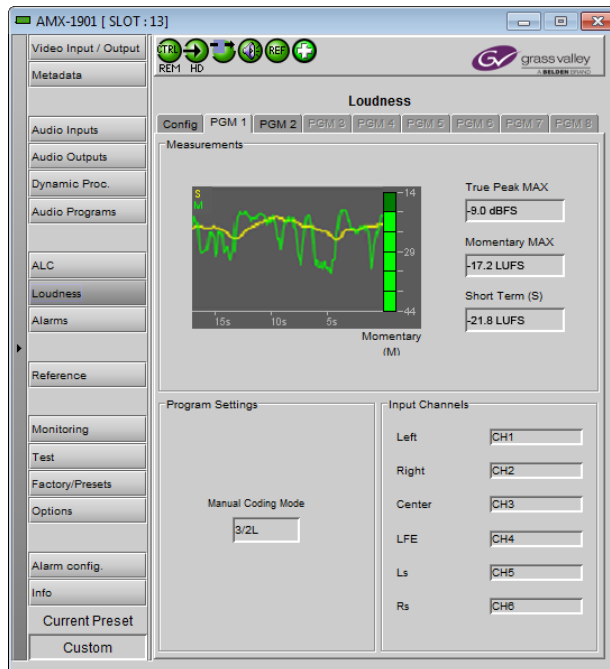 AMX-1901 [ SLOT : 13]
Video Input / Output
Metadata
Audio Inputs
Audio Outputs
Dynamic Proc.
Audio Programs
ALC
Loudness
Alarms
Reference
Monitoring
Test
Factory/Presets
Options
Alarm config.
Info
Current Preset
Custom
CTRL
REF
REM HD
grass valley
A BELDEN BRAND
Loudness
Config PGM 1 PGM 2 PGM 3 PGM 4 PGM 5 PGM 6 PGM 7 PGM 8
Measurements
S
M
-14
-29
-44
15s 10s 5s
Momentary
(M)
True Peak MAX
-9.0 dBFS
Momentary MAX
-17.2 LUFS
Short Term (S)
-21.8 LUFS
Program Settings
Manual Coding Mode
3/2L
Input Channels
Left CH1
Right CH2
Center CH3
LFE CH4
Ls CH5
Rs CH6